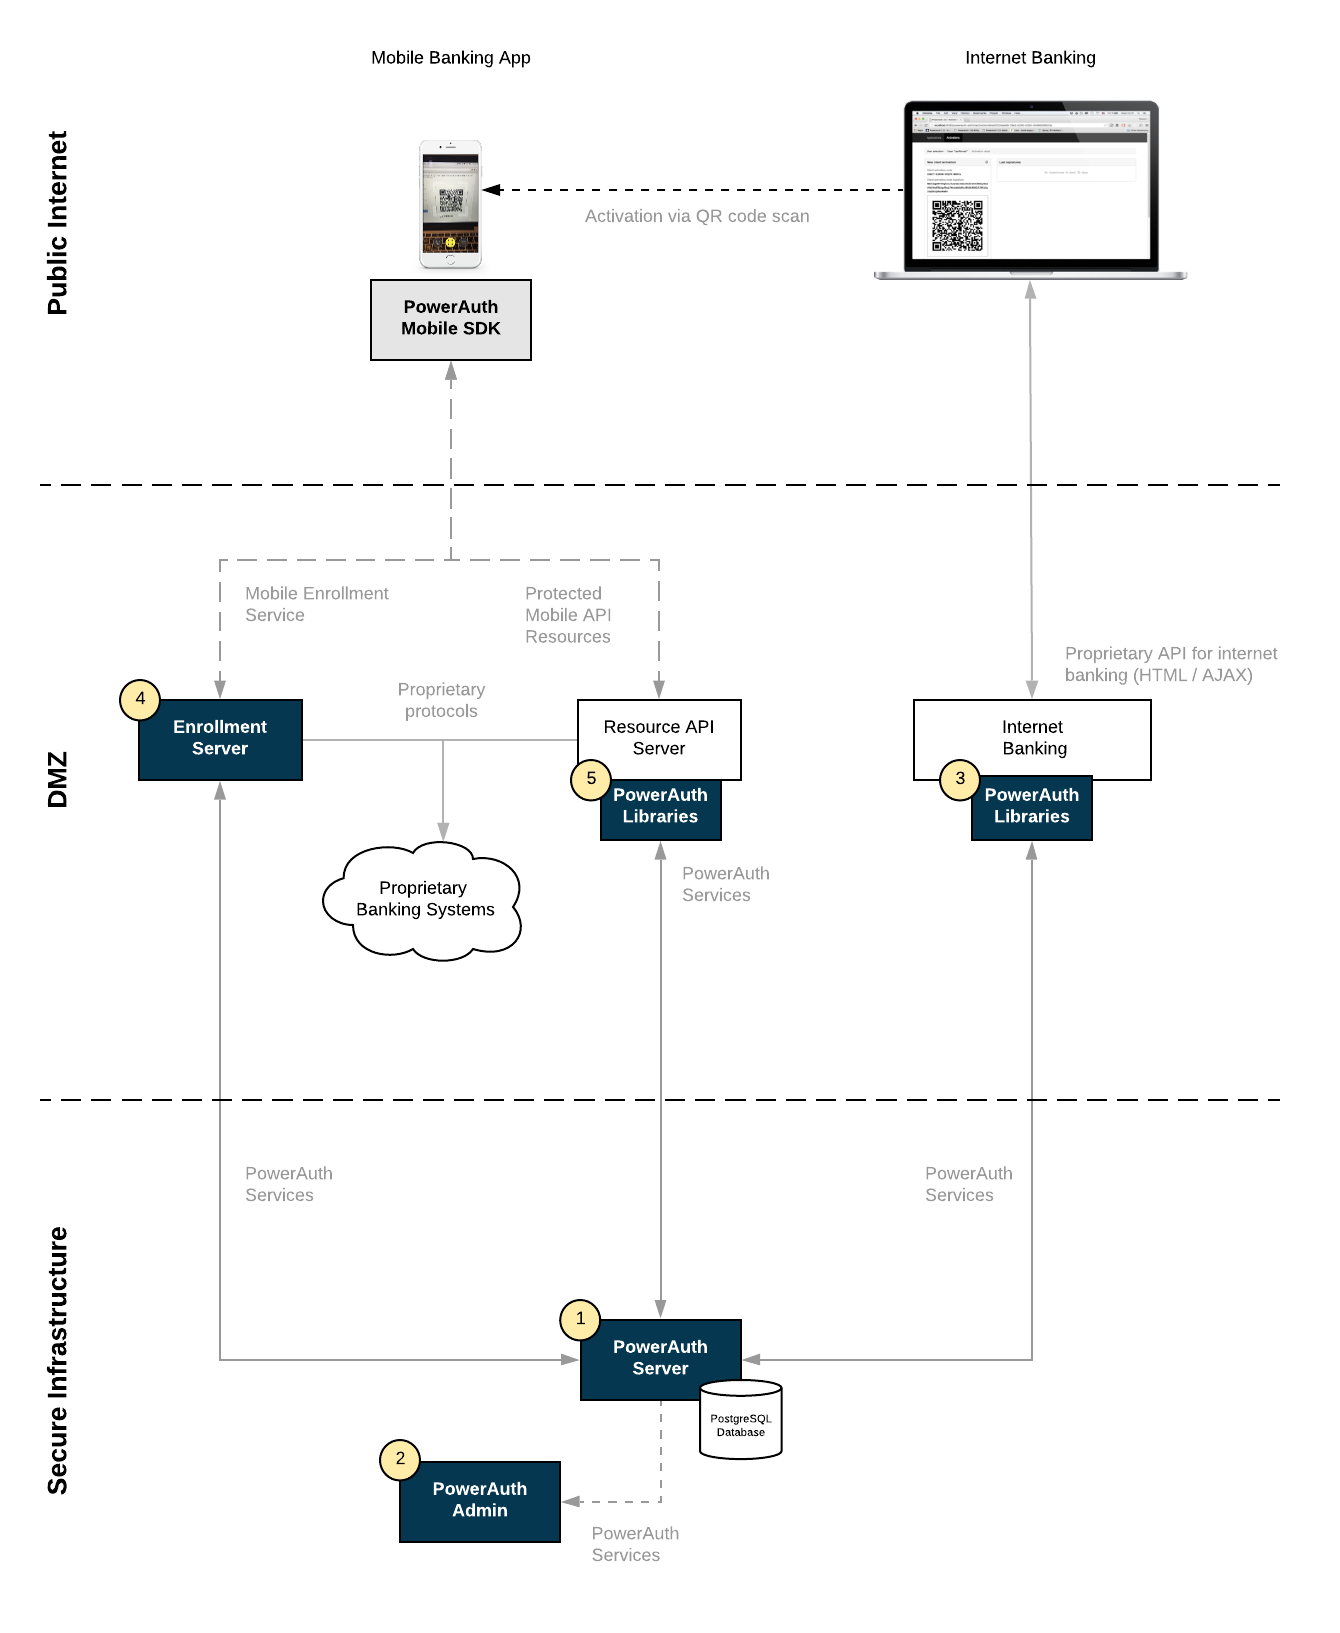 Mobile Banking App
Internet Banking
Public Internet
Activation via QR code scan
PowerAuth
Mobile SDK
Mobile Enrollment
Service
Protected
Mobile API
Resources
Proprietary API for internet
banking (HTML / AJAX)
DMZ
4
Enrollment
Server
Proprietary
protocols
Resource API
Server
5
PowerAuth
Libraries
Internet
Banking
3
PowerAuth
Libraries
Proprietary
Banking Systems
PowerAuth
Services
Secure Infrastructure
PowerAuth
Services
PowerAuth
Services
1
PowerAuth
Server
PostgreSQL
Database
2
PowerAuth
Admin
PowerAuth
Services